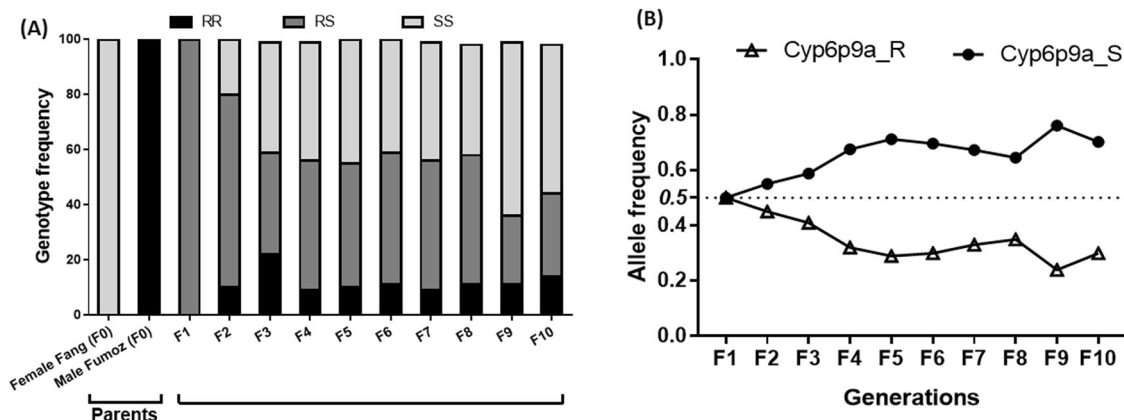 (A)
RR RS SS
Genotype frequency
100
80
60
40
20
0
Female Fang (F0)
Male Fumoz (F0)
F1 F2 F3 F4 F5 F6 F7 F8 F9 F10
Parents
(B)
Cyp6p9a_R Cyp6p9a_S
Allele frequency
1.0
0.8
0.6
0.5
0.4
0.2
0.0
F1 F2 F3 F4 F5 F6 F7 F8 F9 F10
Generations